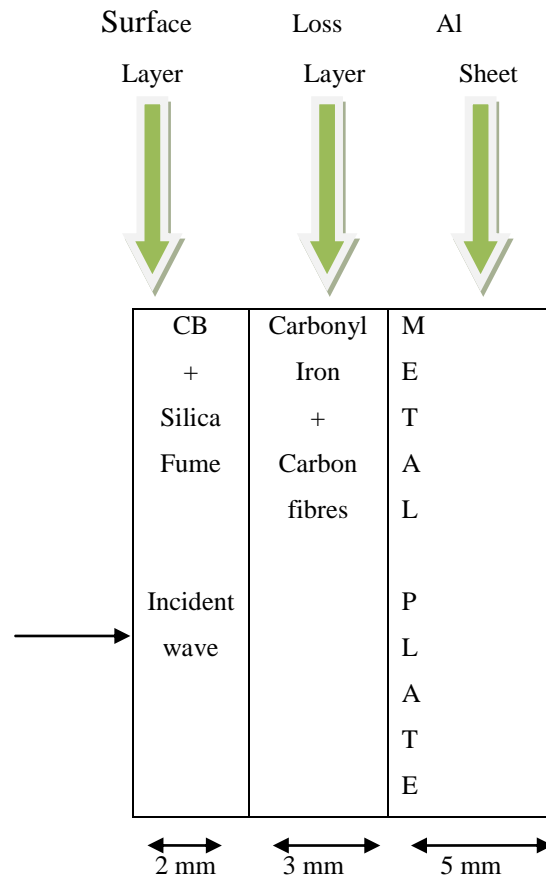 Surface Loss Al
Layer Layer Sheet
CB
+
Silica
Fume
Incident
wave
Carbonyl
Iron
+
Carbon
fibres
M
E
T
A
L
P
L
A
T
E
2 mm 3 mm 5 mm